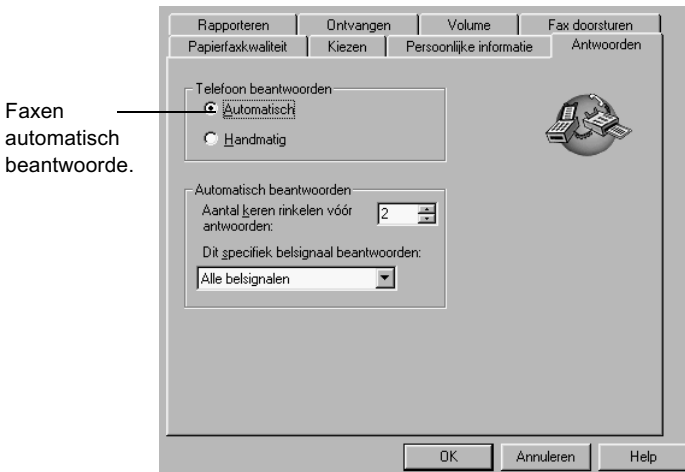 Rapporteren Ontvangen Volume Fax doorsturen
Papierfaxkwaliteit Kiezen Persoonlijke informatie Antwoorden
Telefoon beantwoorden
Automatisch
Handmatig
Faxen
automatisch
beantwoorde.
Automatisch beantwoorden
Aantal keren rinkelen vóór
antwoorden:
2
Dit specifiek belsignaal beantwoorden:
Alle belsignalen
OK Annuleren Help